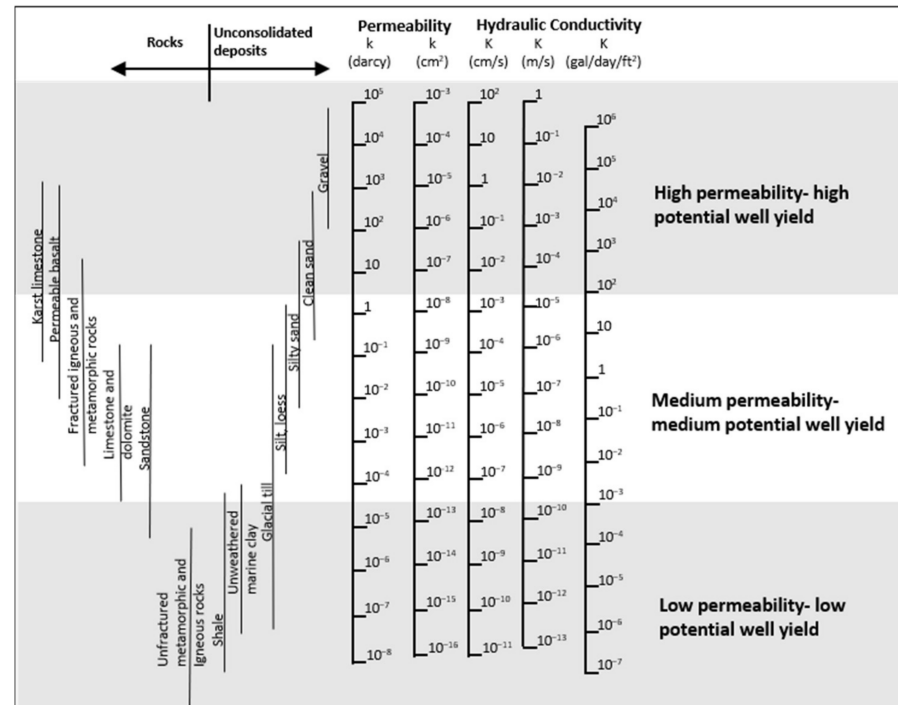 Rocks
Unconsolidated
deposits
Permeability
Hydraulic Conductivity
k
(darcy)
k
(cm²)
K
(cm/s)
K
(m/s)
K
(gal/day/ft²)
Karst limestone
Permeable basalt
Fractured igneous and
metamorphic rocks
Limestone and
dolomite
Sandstone
Unfractured
metamorphic and
Igneous rocks
Shale
Unweathered
marine clay
Glacial till
Silt, loess
Silty sand
Clean sand
Gravel
10⁵
10⁴
10³
10²
10
1
10⁻¹
10⁻²
10⁻³
10⁻⁴
10⁻⁵
10⁻⁶
10⁻⁷
10⁻⁸
10⁻³
10⁻⁴
10⁻⁵
10⁻⁶
10⁻⁷
10⁻⁸
10⁻⁹
10⁻¹⁰
10⁻¹¹
10⁻¹²
10⁻¹³
10⁻¹⁴
10⁻¹⁵
10⁻¹⁶
10²
10
1
10⁻¹
10⁻²
10⁻³
10⁻⁴
10⁻⁵
10⁻⁶
10⁻⁷
10⁻⁸
10⁻⁹
10⁻¹⁰
10⁻¹¹
1
10⁻¹
10⁻²
10⁻³
10⁻⁴
10⁻⁵
10⁻⁶
10⁻⁷
10⁻⁸
10⁻⁹
10⁻¹⁰
10⁻¹¹
10⁻¹²
10⁻¹³
10⁶
10⁵
10⁴
10³
10²
10
1
10⁻¹
10⁻²
10⁻³
10⁻⁴
10⁻⁵
10⁻⁶
10⁻⁷
High permeability- high
potential well yield
Medium permeability-
medium potential well yield
Low permeability- low
potential well yield